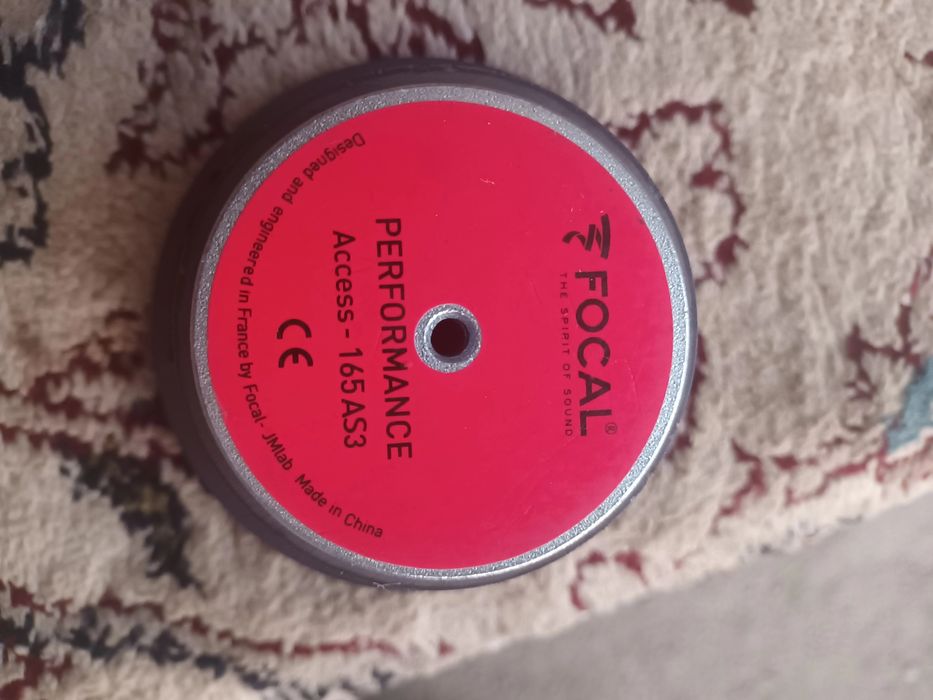 FOCAL®
THE SPIRIT OF SOUND
PERFORMANCE
Access - 165AS3
CE
Designed and engineered in France by Focal - JMlab Made in China